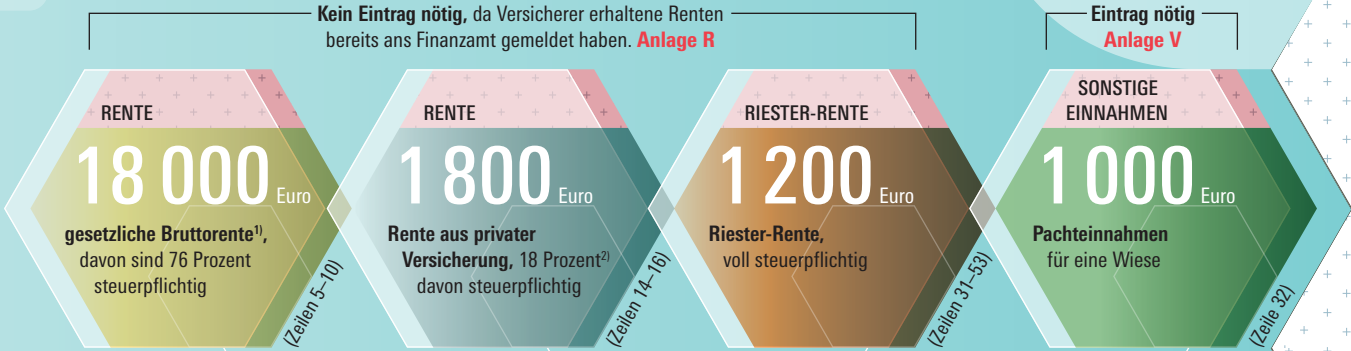 Kein Eintrag nötig, da Versicherer erhaltene Renten
bereits ans Finanzamt gemeldet haben. Anlage R
Eintrag nötig
Anlage V
RENTE
18 000 Euro
gesetzliche Bruttorente¹⁾,
davon sind 76 Prozent
steuerpflichtig
(Zeilen 5–10)
RENTE
1 800 Euro
Rente aus privater
Versicherung, 18 Prozent²⁾
davon steuerpflichtig
(Zeilen 14–16)
RIESTER-RENTE
1 200 Euro
Riester-Rente,
voll steuerpflichtig
(Zeilen 31–53)
SONSTIGE
EINNAHMEN
1 000 Euro
Pachteinnahmen
für eine Wiese
(Zeile 32)